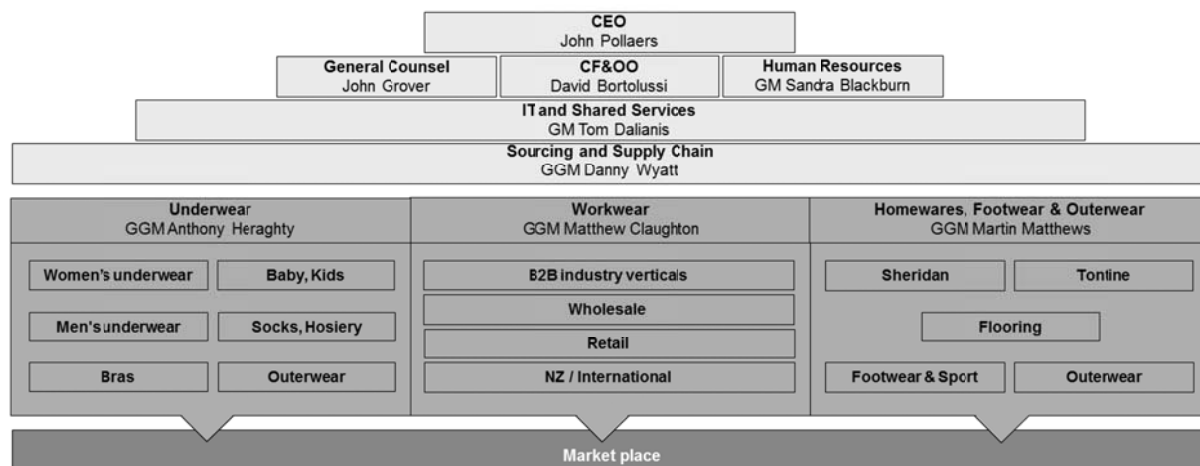 CEO
John Pollaers
General Counsel
John Grover
CF&OO
David Bortolussi
Human Resources
GM Sandra Blackburn
IT and Shared Services
GM Tom Dalianis
Sourcing and Supply Chain
GGM Danny Wyatt
Underwear
GGM Anthony Heraghty
Women's underwear
Baby, Kids
Men's underwear
Socks, Hosiery
Bras
Outerwear
Workwear
GGM Matthew Claughton
B2B industry verticals
Wholesale
Retail
NZ / International
Homewares, Footwear & Outerwear
GGM Martin Matthews
Sheridan
Tontine
Flooring
Footwear & Sport
Outerwear
Market place